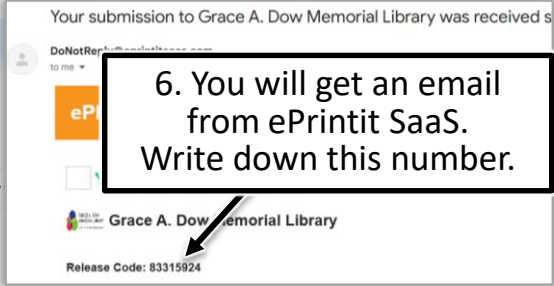 Your submission to Grace A. Dow Memorial Library was received s
DoNotReply@eprintitsaas.com
to me
ePi
6. You will get an email
from ePrintit SaaS.
Write down this number.
Grace A. Dow Memorial Library
Release Code: 83315924